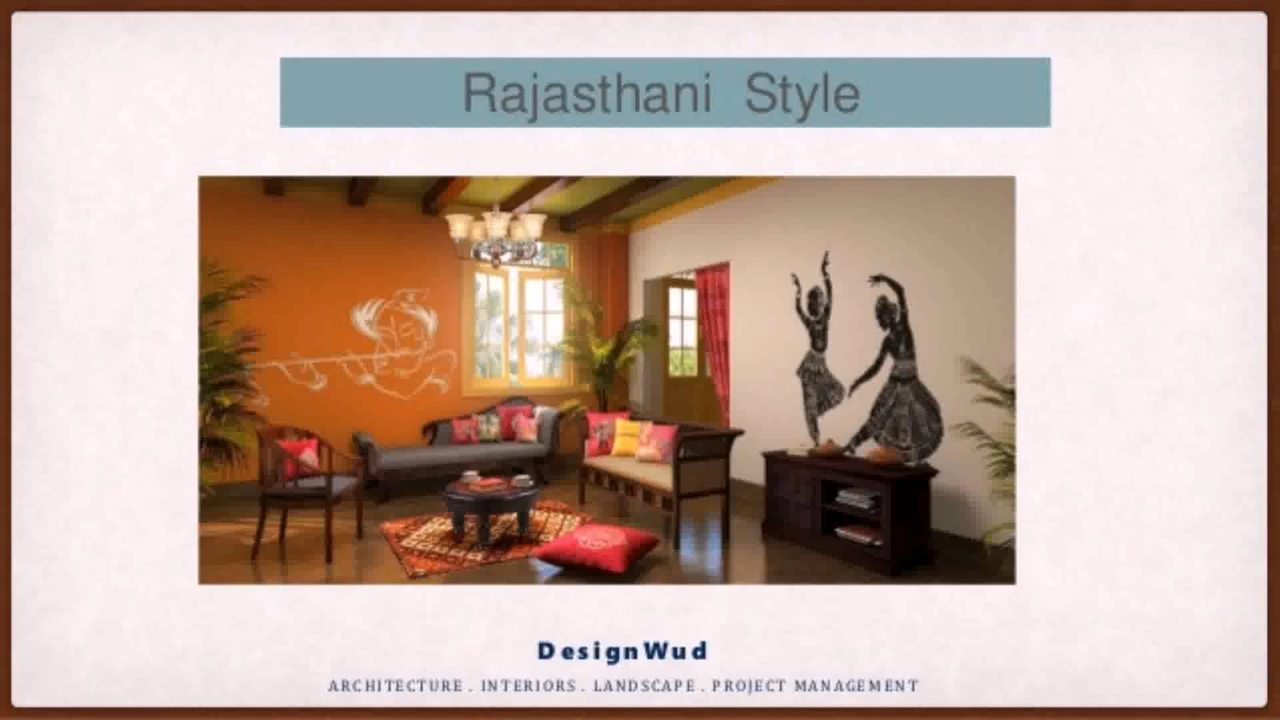 Rajasthani Style
DesignWud
ARCHITECTURE . INTERIORS . LANDSCAPE . PROJECT MANAGEMENT